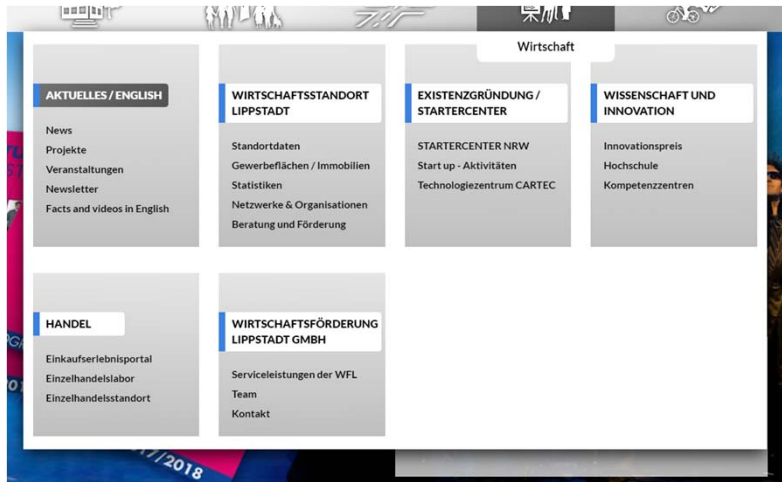 Wirtschaft
AKTUELLES / ENGLISH
News
Projekte
Veranstaltungen
Newsletter
Facts and videos in English
WIRTSCHAFTSSTANDORT
LIPPSTADT
Standortdaten
Gewerbeflächen / Immobilien
Statistiken
Netzwerke & Organisationen
Beratung und Förderung
EXISTENZGRÜNDUNG /
STARTERCENTER
STARTERCENTER NRW
Start up - Aktivitäten
Technologiezentrum CARTEC
WISSENSCHAFT UND
INNOVATION
Innovationspreis
Hochschule
Kompetenzzentren
HANDEL
Einkaufserlebnisportal
Einzelhandelslabor
Einzelhandelsstandort
WIRTSCHAFTSFÖRDERUNG
LIPPSTADT GMBH
Serviceleistungen der WFL
Team
Kontakt
17/2018